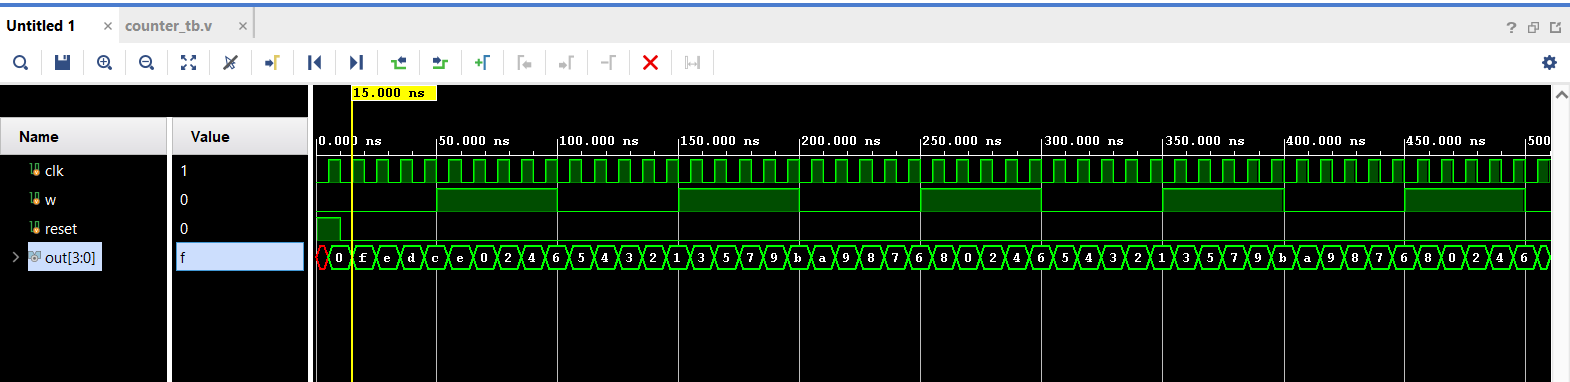 Untitled 1 × counter_tb.v ×
?
15.000 ns
Name Value
0.000 ns 50.000 ns 100.000 ns 150.000 ns 200.000 ns 250.000 ns 300.000 ns 350.000 ns 400.000 ns 450.000 ns 500
clk 1
w 0
reset 0
out[3:0] f 0 f e d c e 0 2 4 6 5 4 3 2 1 3 5 7 9 b a 9 8 7 6 8 0 2 4 6 5 4 3 2 1 3 5 7 9 b a 9 8 7 6 8 0 2 4 6